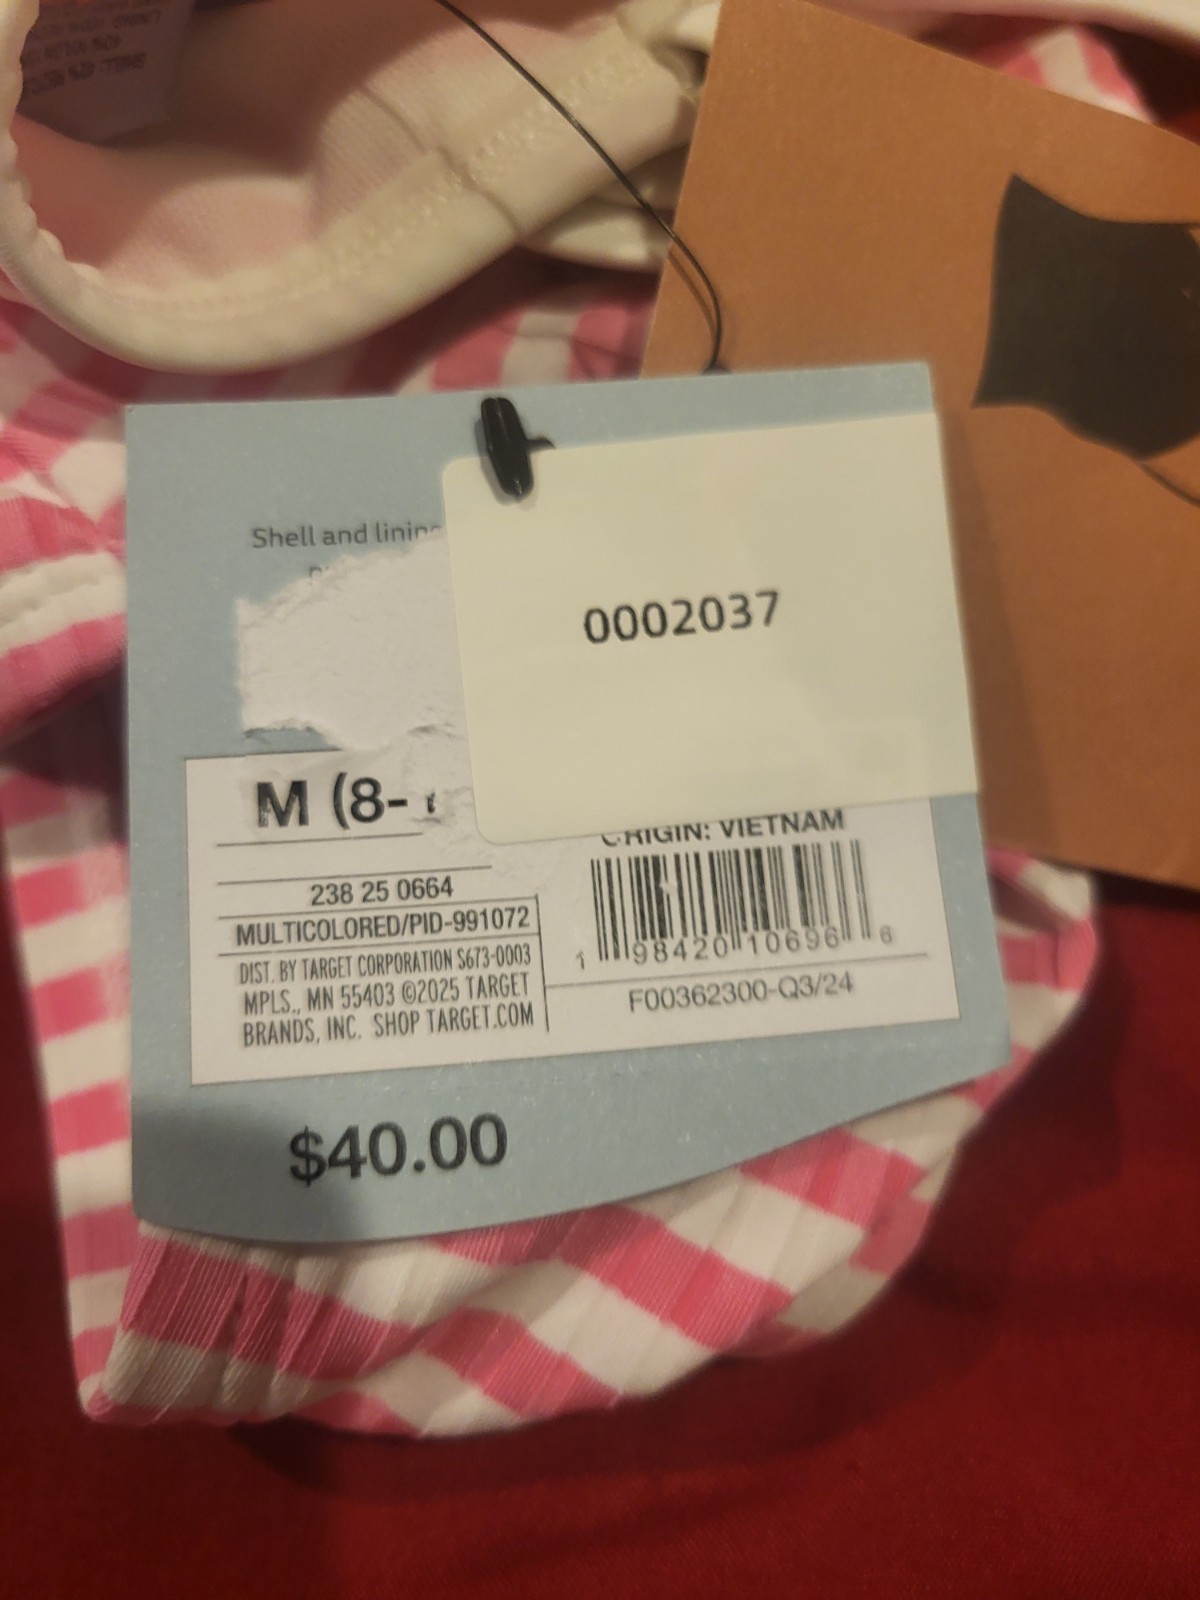 Shell and lining
0002037
M (8-
ORIGIN: VIETNAM
238 25 0664
MULTICOLORED/PID-991072
DIST. BY TARGET CORPORATION S673-0003
MPLS., MN 55403 ©2025 TARGET
BRANDS, INC. SHOP TARGET.COM
1 98420 10696 6
F00362300-Q3/24
$40.00